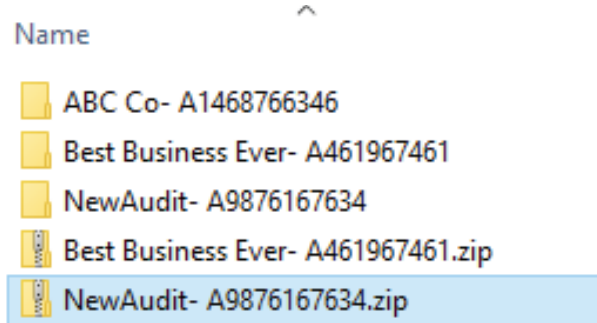 Name
ABC Co- A1468766346
Best Business Ever- A461967461
NewAudit- A9876167634
Best Business Ever- A461967461.zip
NewAudit- A9876167634.zip